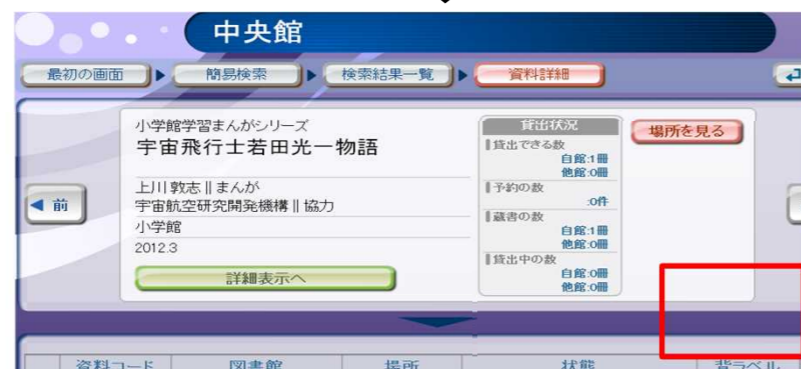 中央館
最初の画面
簡易検索
検索結果一覧
資料詳細
小学館学習まんがシリーズ
宇宙飛行士若田光一物語
上川敦志‖まんが
宇宙航空研究開発機構‖協力
小学館
2012.3
詳細表示へ
前
貸出状況
貸出できる数
自館:1冊
他館:0冊
予約の数
:0件
蔵書の数
自館:1冊
他館:0冊
貸出中の数
自館:0冊
他館:0冊
場所を見る
資料コード 図書館 場所 状態 背ラベル